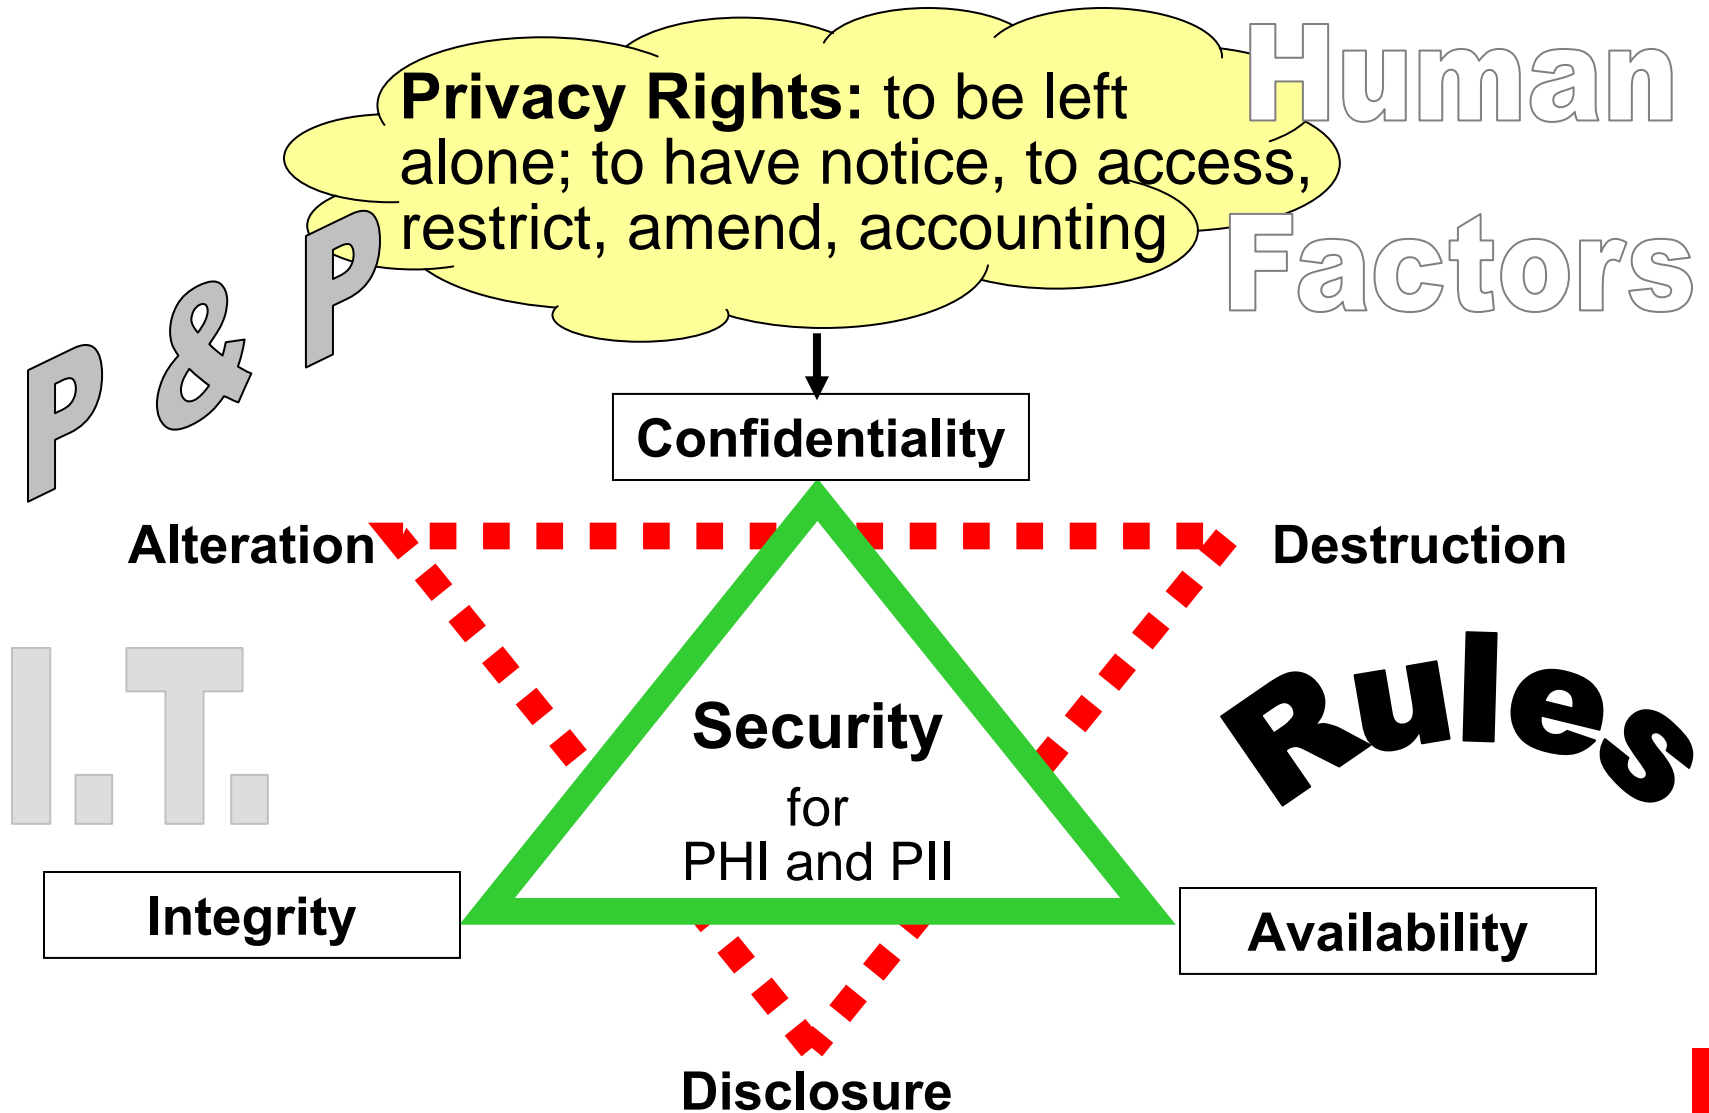 Privacy Rights: to be left
alone; to have notice, to access,
restrict, amend, accounting
Human
Factors
P & P
Confidentiality
Alteration
Destruction
I.T.
Rules
Security
for
PHI and PII
Integrity
Availability
Disclosure